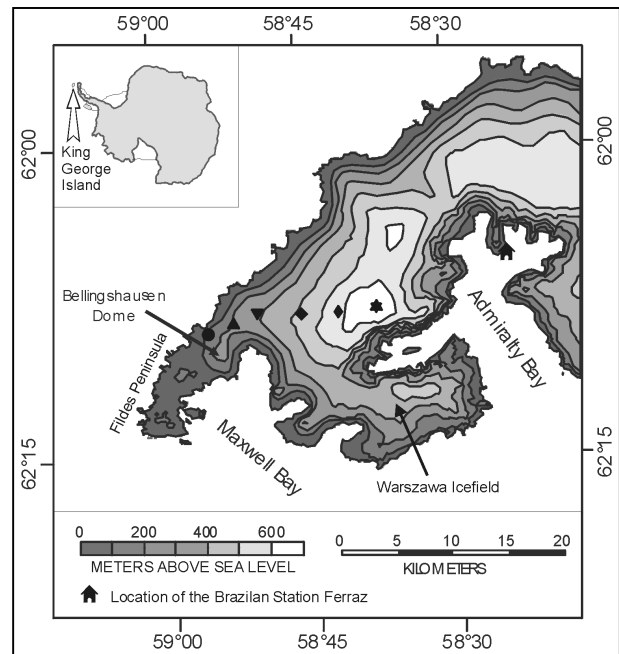 59°00' 58°45' 58°30'
62°00'
62°00'
King
George
Island
Bellingshausen
Dome
Fildes Peninsula
Maxwell Bay
Admiralty Bay
62°15'
62°15'
Warszawa Icefield
0 200 400 600
METERS ABOVE SEA LEVEL
0 5 10 15 20
KILOMETERS
Location of the Brazilan Station Ferraz
59°00' 58°45' 58°30'